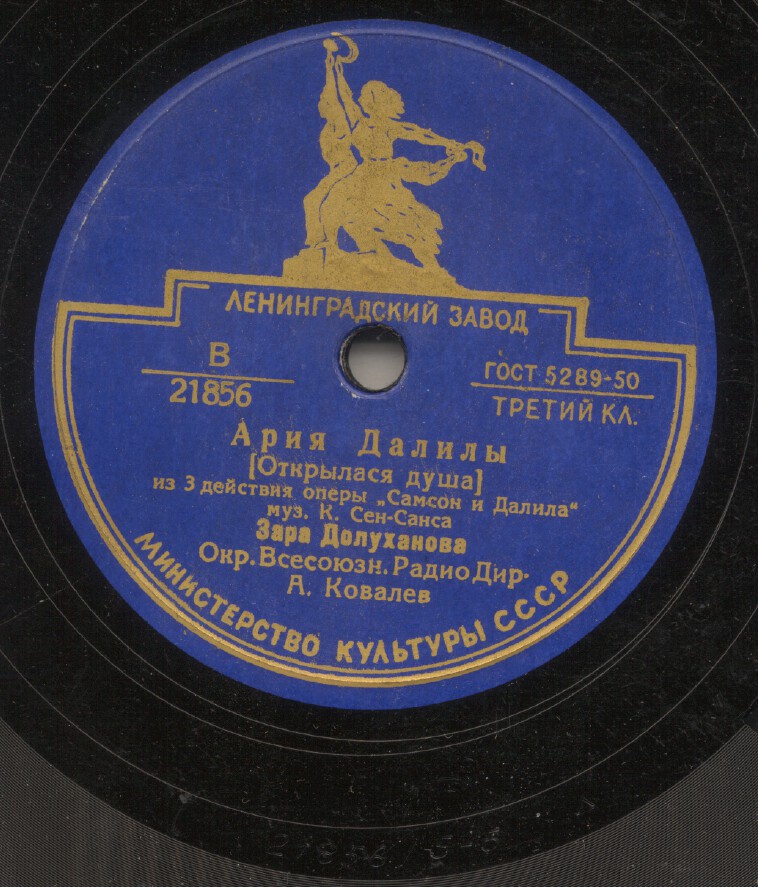 ЛЕНИНГРАДСКИЙ ЗАВОД
В
21856
ГОСТ 5289-50
ТРЕТИЙ КЛ.
Ария Далилы
[Открылася душа]
из 3 действия оперы „Самсон и Далила“
муз. К. Сен-Санса
Зара Долуханова
Окр. Всесоюзн. Радио Дир.
А. Ковалев
МИНИСТЕРСТВО КУЛЬТУРЫ СССР